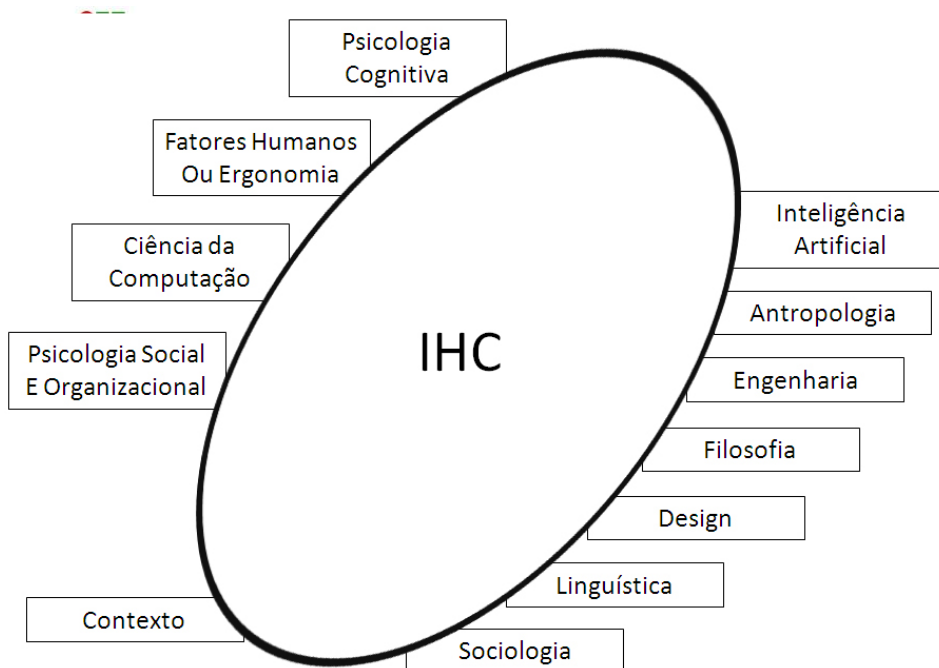 Psicologia
Cognitiva
Fatores Humanos
Ou Ergonomia
Ciência da
Computação
Psicologia Social
E Organizacional
Contexto
IHC
Inteligência
Artificial
Antropologia
Engenharia
Filosofia
Design
Linguística
Sociologia